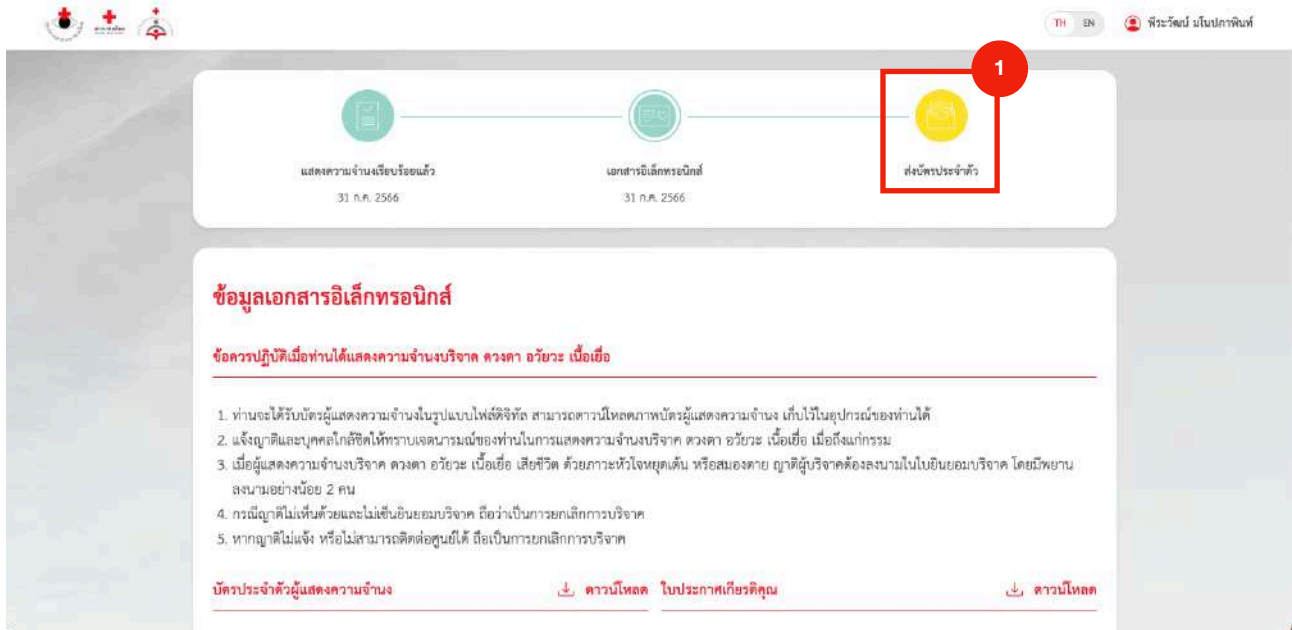 TH EN พีระวัฒน์ มโนปภาพินท์
1
แสดงความจำนงเรียบร้อยแล้ว
31 ก.ค. 2566
เอกสารอิเล็กทรอนิกส์
31 ก.ค. 2566
ส่งบัตรประจำตัว
ข้อมูลเอกสารอิเล็กทรอนิกส์
ข้อควรปฏิบัติเมื่อท่านได้แสดงความจำนงบริจาค ดวงตา อวัยวะ เนื้อเยื่อ
1. ท่านจะได้รับบัตรผู้แสดงความจำนงในรูปแบบไฟล์ดิจิทัล สามารถดาวน์โหลดภาพบัตรผู้แสดงความจำนง เก็บไว้ในอุปกรณ์ของท่านได้
2. แจ้งญาติและบุคคลใกล้ชิดให้ทราบเจตนารมณ์ของท่านในการแสดงความจำนงบริจาค ดวงตา อวัยวะ เนื้อเยื่อ เมื่อถึงแก่กรรม
3. เมื่อผู้แสดงความจำนงบริจาค ดวงตา อวัยวะ เนื้อเยื่อ เสียชีวิต ด้วยภาวะหัวใจหยุดเต้น หรือสมองตาย ญาติผู้บริจาคต้องลงนามในใบยินยอมบริจาค โดยมีพยาน
ลงนามอย่างน้อย 2 คน
4. กรณีญาติไม่เห็นด้วยและไม่เซ็นยินยอมบริจาค ถือว่าเป็นการยกเลิกการบริจาค
5. หากญาติไม่แจ้ง หรือไม่สามารถติดต่อศูนย์ได้ ถือเป็นการยกเลิกการบริจาค
บัตรประจำตัวผู้แสดงความจำนง ดาวน์โหลด ใบประกาศเกียรติคุณ ดาวน์โหลด